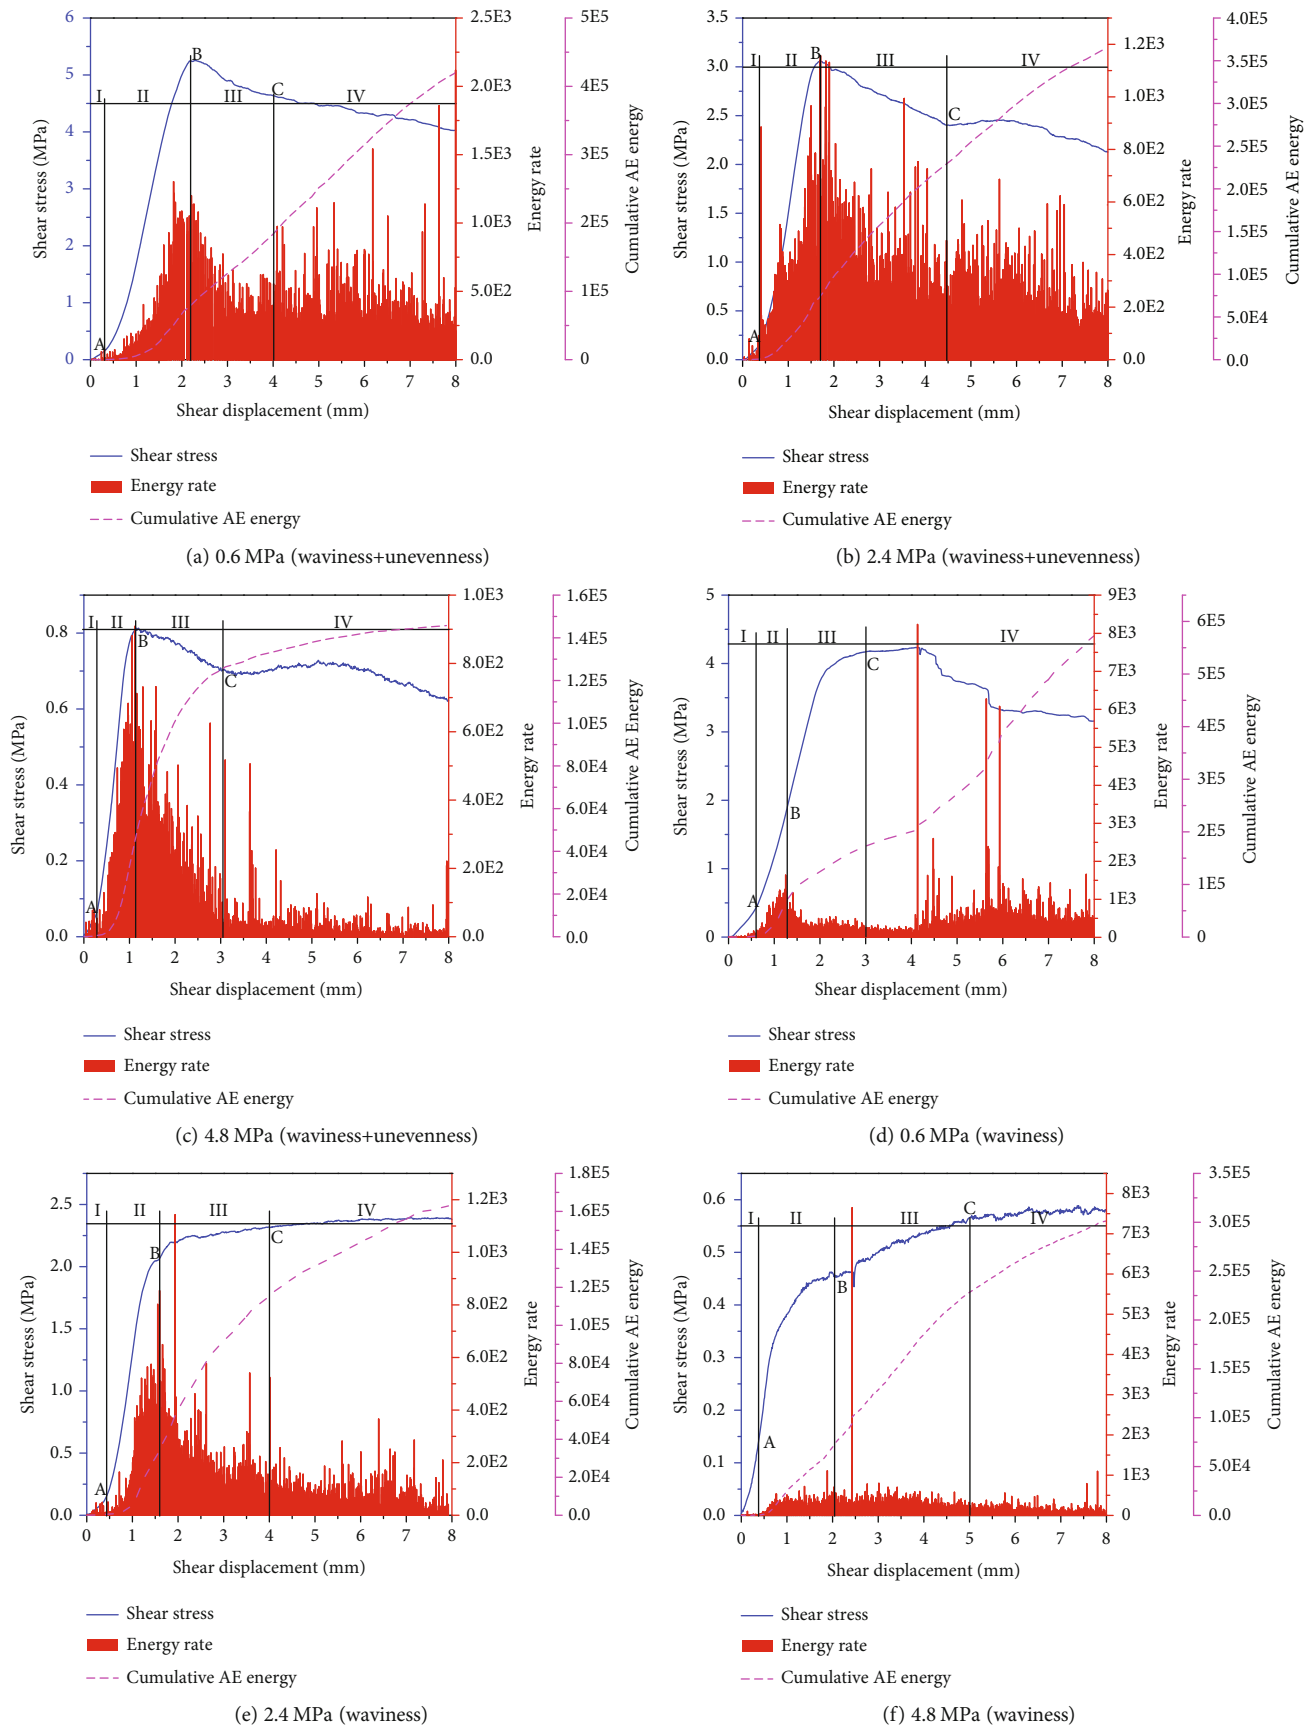 6
5
4
3
2
1
0
Shear stress (MPa)
I
II
III
IV
A
B
C
2.5E3
2.0E3
1.5E3
1.0E3
5.0E2
0.0
Energy rate
5E5
4E5
3E5
2E5
1E5
0
Cumulative AE energy
0 1 2 3 4 5 6 7 8
Shear displacement (mm)
Shear stress
Energy rate
Cumulative AE energy
(a) 0.6 MPa (waviness+unevenness)
3.5
3.0
2.5
2.0
1.5
1.0
0.5
0.0
Shear stress (MPa)
I
II
III
IV
A
B
C
1.2E3
1.0E3
8.0E2
6.0E2
4.0E2
2.0E2
0.0
Energy rate
4.0E5
3.5E5
3.0E5
2.5E5
2.0E5
1.5E5
1.0E5
5.0E4
0.0
Cumulative AE energy
0 1 2 3 4 5 6 7 8
Shear displacement (mm)
Shear stress
Energy rate
Cumulative AE energy
(b) 2.4 MPa (waviness+unevenness)
0.8
0.6
0.4
0.2
0.0
Shear stress (MPa)
I
II
III
IV
A
B
C
1.0E3
8.0E2
6.0E2
4.0E2
2.0E2
0.0
Energy rate
1.6E5
1.4E5
1.2E5
1.0E5
8.0E4
6.0E4
4.0E4
2.0E4
0.0
Cumulative AE Energy
0 1 2 3 4 5 6 7 8
Shear displacement (mm)
Shear stress
Energy rate
Cumulative AE energy
(c) 4.8 MPa (waviness+unevenness)
5
4
3
2
1
0
Shear stress (MPa)
I
II
III
IV
A
B
C
9E3
8E3
7E3
6E3
5E3
4E3
3E3
2E3
1E3
0
Energy rate
6E5
5E5
4E5
3E5
2E5
1E5
0
Cumulative AE energy
0 1 2 3 4 5 6 7 8
Shear displacement (mm)
Shear stress
Energy rate
Cumulative AE energy
(d) 0.6 MPa (waviness)
2.5
2.0
1.5
1.0
0.5
0.0
Shear stress (MPa)
I
II
III
IV
A
B
C
1.2E3
1.0E3
8.0E2
6.0E2
4.0E2
2.0E2
0.0
Energy rate
1.8E5
1.6E5
1.4E5
1.2E5
1.0E5
8.0E4
6.0E4
4.0E4
2.0E4
0.0
Cumulative AE energy
0 1 2 3 4 5 6 7 8
Shear displacement (mm)
Shear stress
Energy rate
Cumulative AE energy
(e) 2.4 MPa (waviness)
0.6
0.5
0.4
0.3
0.2
0.1
0.0
Shear stress (MPa)
I
II
III
IV
A
B
C
8E3
7E3
6E3
5E3
4E3
3E3
2E3
1E3
0
Energy rate
3.5E5
3.0E5
2.5E5
2.0E5
1.5E5
1.0E5
5.0E4
0.0
Cumulative AE energy
0 1 2 3 4 5 6 7 8
Shear displacement (mm)
Shear stress
Energy rate
Cumulative AE energy
(f) 4.8 MPa (waviness)